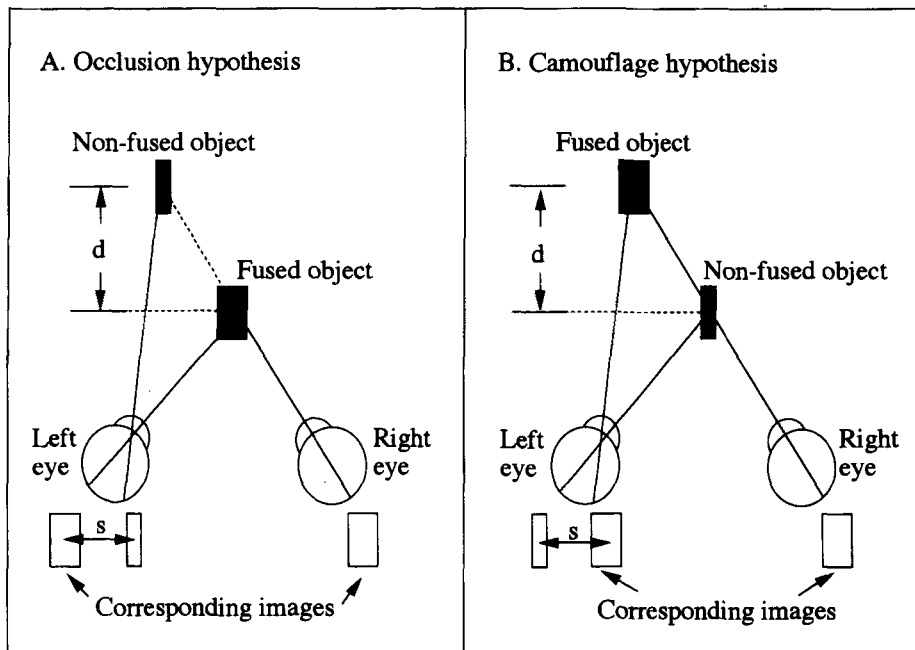 A. Occlusion hypothesis
Non-fused object
d
Fused object
Left
eye
Right
eye
s
Corresponding images
B. Camouflage hypothesis
Fused object
d
Non-fused object
Left
eye
Right
eye
s
Corresponding images